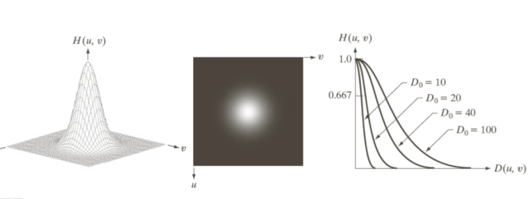 H(u, v)
v
v
u
H(u, v)
1.0
0.667
D₀ = 10
D₀ = 20
D₀ = 40
D₀ = 100
D(u, v)